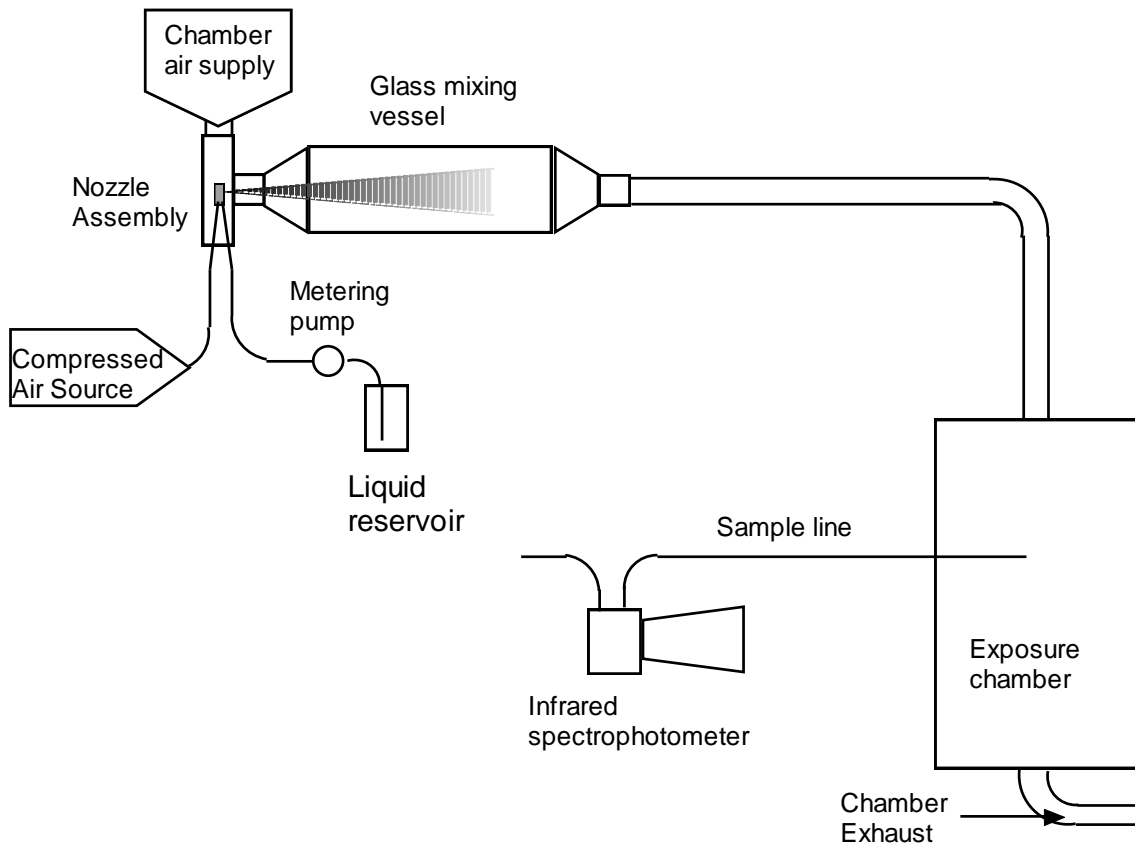 Chamber
air supply
Glass mixing
vessel
Nozzle
Assembly
Metering
pump
Compressed
Air Source
Liquid
reservoir
Sample line
Exposure
chamber
Infrared
spectrophotometer
Chamber
Exhaust